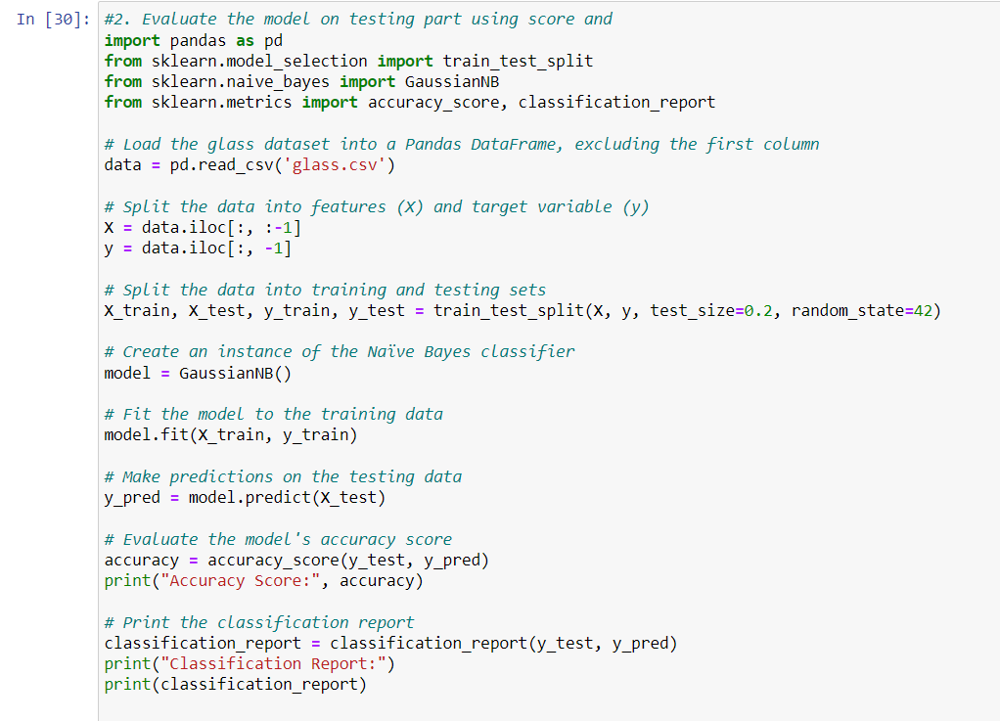 In [30]: #2. Evaluate the model on testing part using score and
import pandas as pd
from sklearn.model_selection import train_test_split
from sklearn.naive_bayes import GaussianNB
from sklearn.metrics import accuracy_score, classification_report
# Load the glass dataset into a Pandas DataFrame, excluding the first column
data = pd.read_csv('glass.csv')
# Split the data into features (X) and target variable (y)
X = data.iloc[:, :-1]
y = data.iloc[:, -1]
# Split the data into training and testing sets
X_train, X_test, y_train, y_test = train_test_split(X, y, test_size=0.2, random_state=42)
# Create an instance of the Naïve Bayes classifier
model = GaussianNB()
# Fit the model to the training data
model.fit(X_train, y_train)
# Make predictions on the testing data
y_pred = model.predict(X_test)
# Evaluate the model's accuracy score
accuracy = accuracy_score(y_test, y_pred)
print("Accuracy Score:", accuracy)
# Print the classification report
classification_report = classification_report(y_test, y_pred)
print("Classification Report:")
print(classification_report)